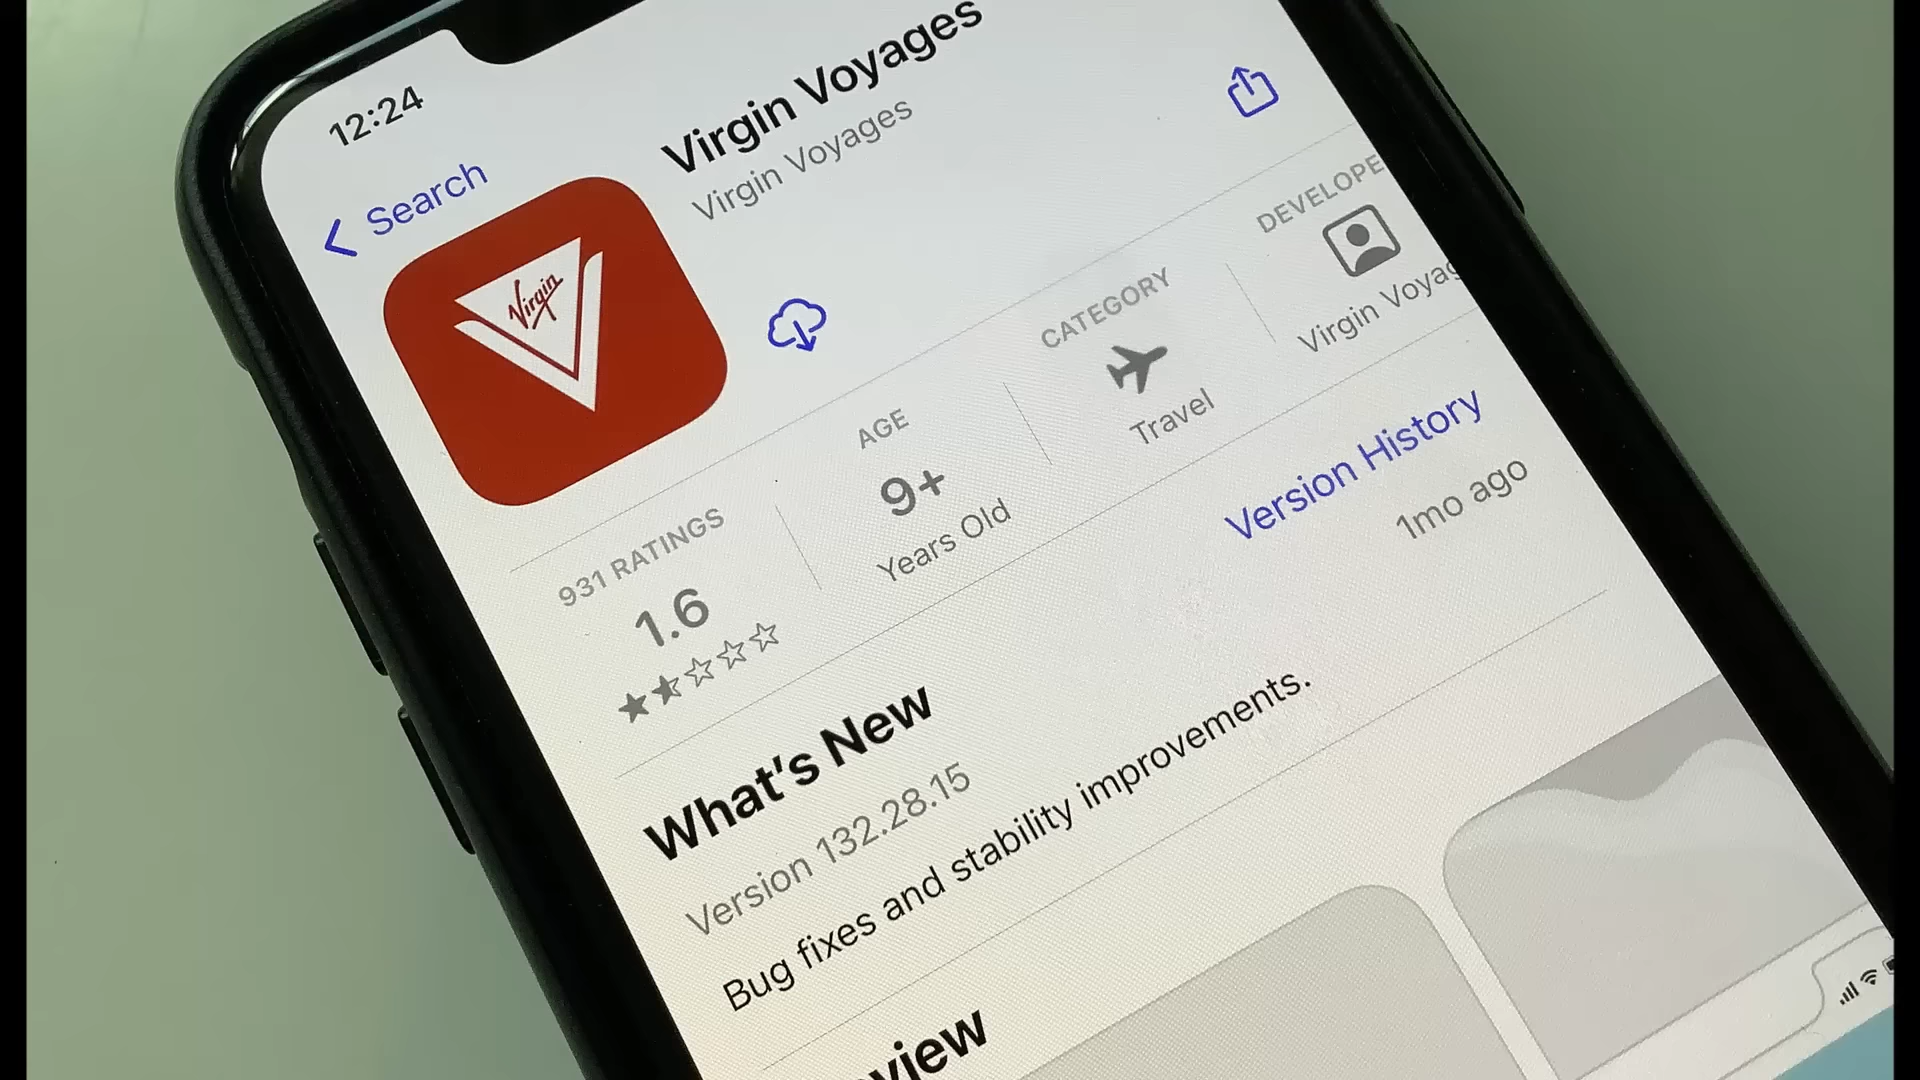 12:24
Search
Virgin Voyages
Virgin Voyages
Virgin
931 RATINGS
1.6
AGE
9+
Years Old
CATEGORY
Travel
DEVELOPE
Virgin Voyag
What's New
Version History
Version 132.28.15
1mo ago
Bug fixes and stability improvements.
view